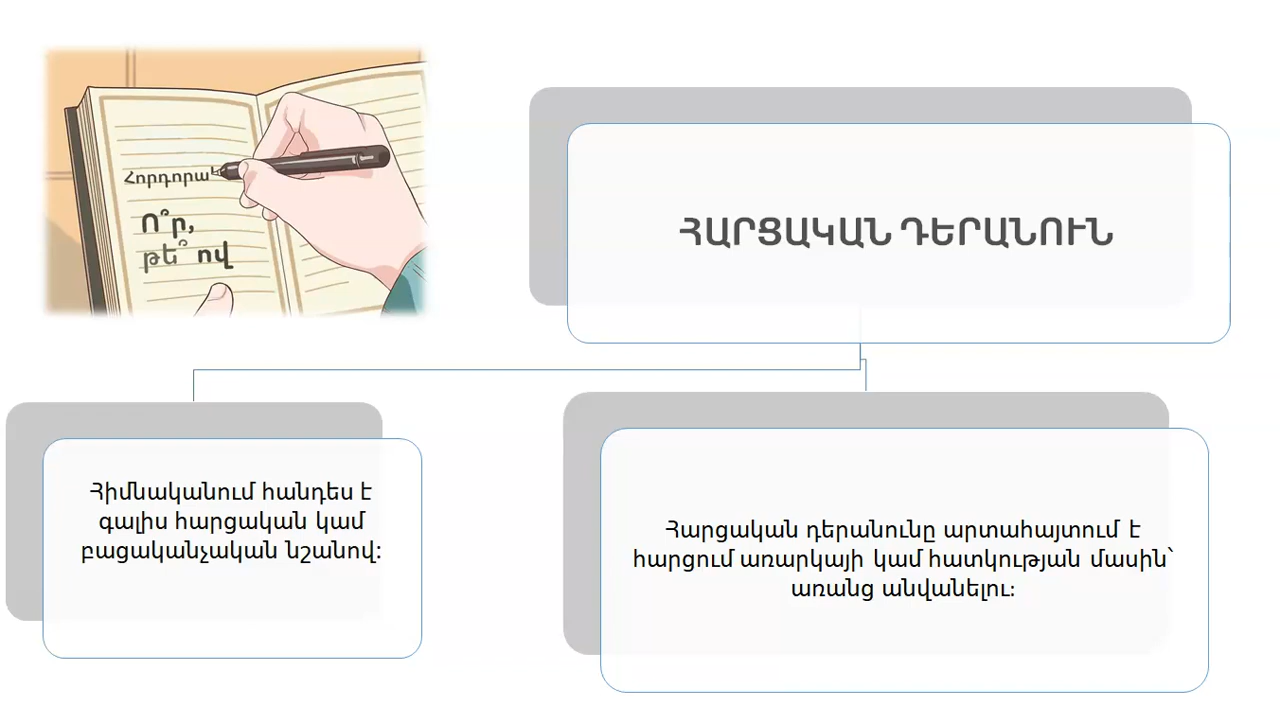 Հորդորակ
Ո՞ր,
թե՞ ով
ՀԱՐՑԱԿԱՆ ԴԵՐԱՆՈՒՆ
Հիմնականում հանդես է
գալիս հարցական կամ
բացականչական նշանով:
Հարցական դերանունը արտահայտում է
հարցում առարկայի կամ հատկության մասին՝
առանց անվանելու: